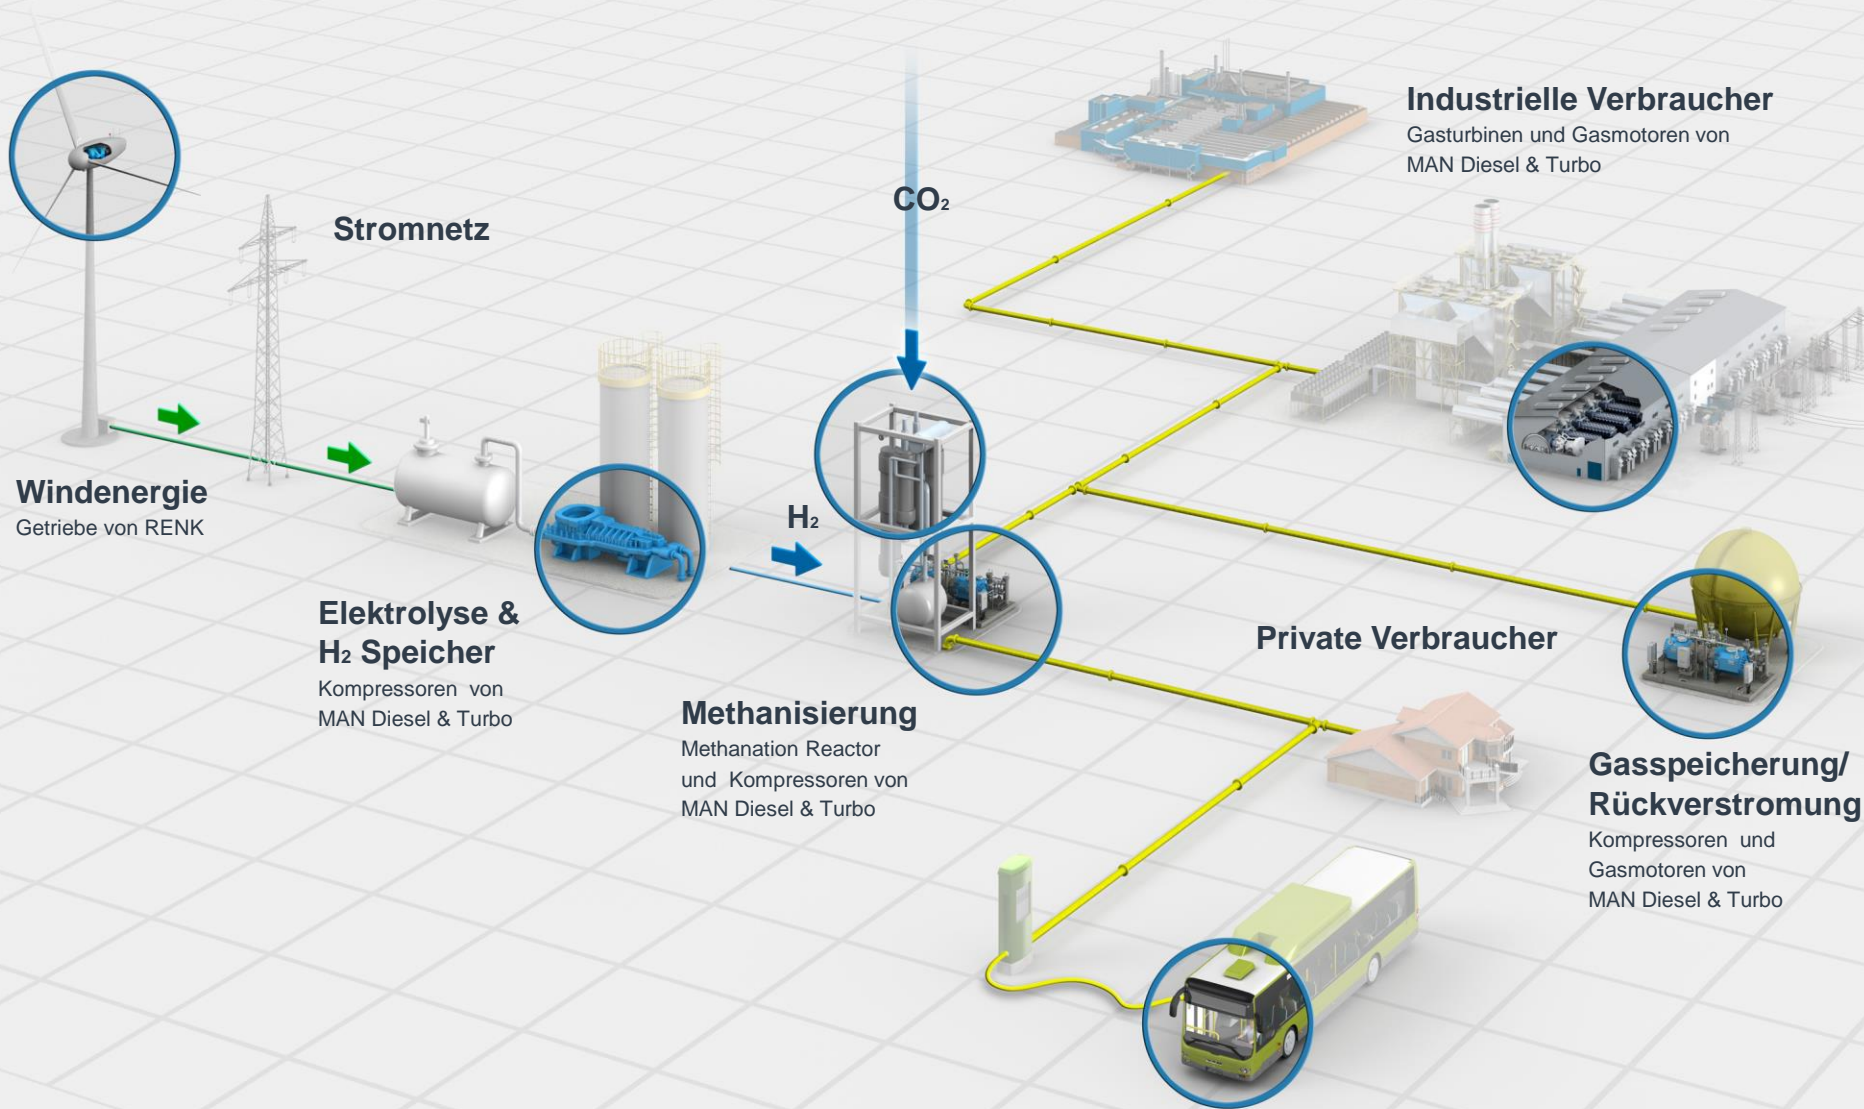 Industrielle Verbraucher
Gasturbinen und Gasmotoren von
MAN Diesel & Turbo
CO₂
Stromnetz
Windenergie
Getriebe von RENK
H₂
Elektrolyse &
H₂ Speicher
Kompressoren von
MAN Diesel & Turbo
Private Verbraucher
Methanisierung
Methanation Reactor
und Kompressoren von
MAN Diesel & Turbo
Gasspeicherung/
Rückverstromung
Kompressoren und
Gasmotoren von
MAN Diesel & Turbo